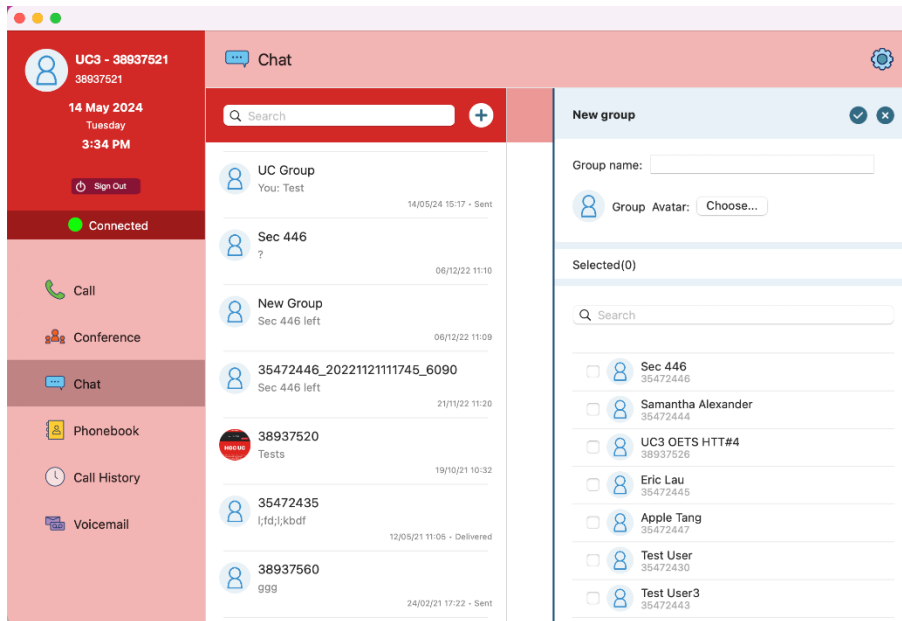 UC3 - 38937521
38937521
14 May 2024
Tuesday
3:34 PM
Sign Out
Connected
Call
Conference
Chat
Phonebook
Call History
Voicemail
Chat
Search
UC Group
You: Test
14/05/24 15:17 • Sent
Sec 446
?
06/12/22 11:10
New Group
Sec 446 left
06/12/22 11:09
35472446_20221121111745_6090
Sec 446 left
21/11/22 11:20
HGC UC
38937520
Tests
19/10/21 10:32
35472435
l;fd;l;kbdf
12/05/21 11:06 • Delivered
38937560
ggg
24/02/21 17:22 • Sent
New group
Group name:
Group Avatar: Choose...
Selected(0)
Search
Sec 446
35472446
Samantha Alexander
35472444
UC3 OETS HTT#4
38937526
Eric Lau
35472445
Apple Tang
35472447
Test User
35472430
Test User3
35472443